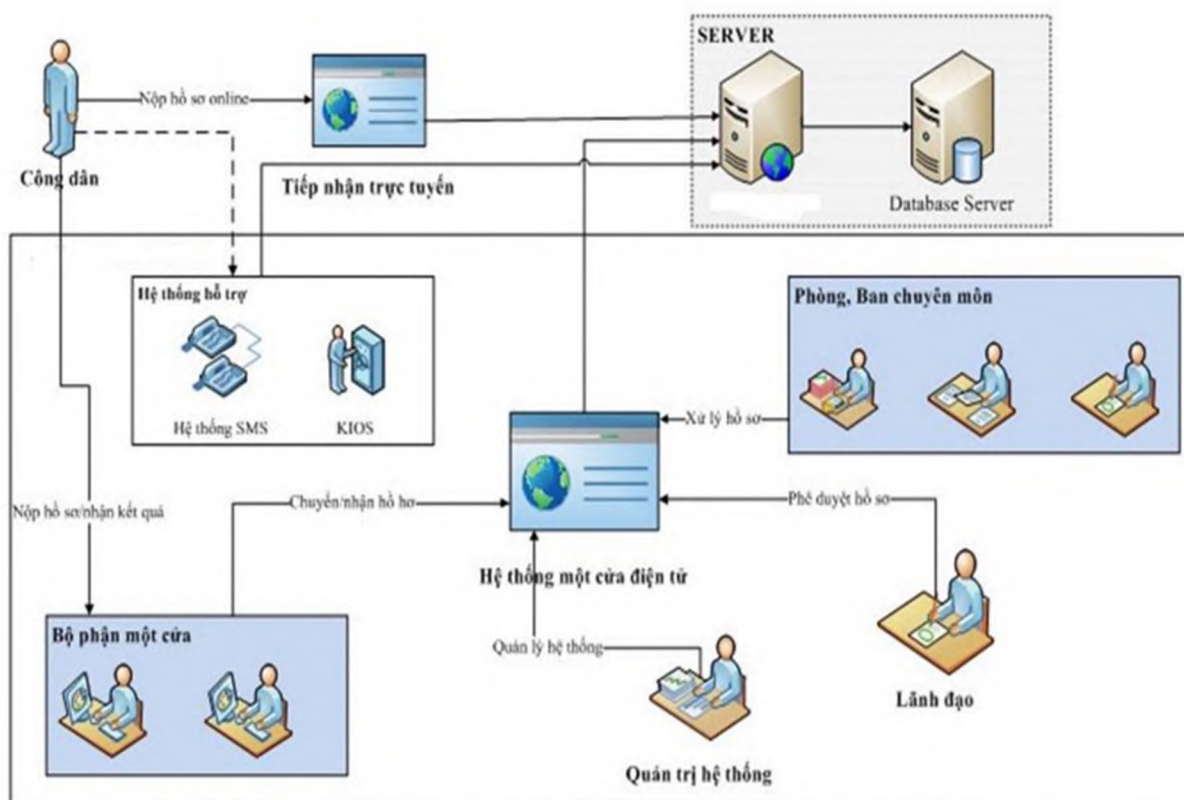 SERVER
Nộp hồ sơ online
Công dân
Tiếp nhận trực tuyến
Database Server
Hệ thống hỗ trợ
Phòng, Ban chuyên môn
Hệ thống SMS
KIOS
Xử lý hồ sơ
Chuyển/nhận hồ hơ
Phê duyệt hồ sơ
Nộp hồ sơ/nhận kết quả
Hệ thống một cửa điện tử
Bộ phận một cửa
Quản lý hệ thống
Lãnh đạo
Quản trị hệ thống